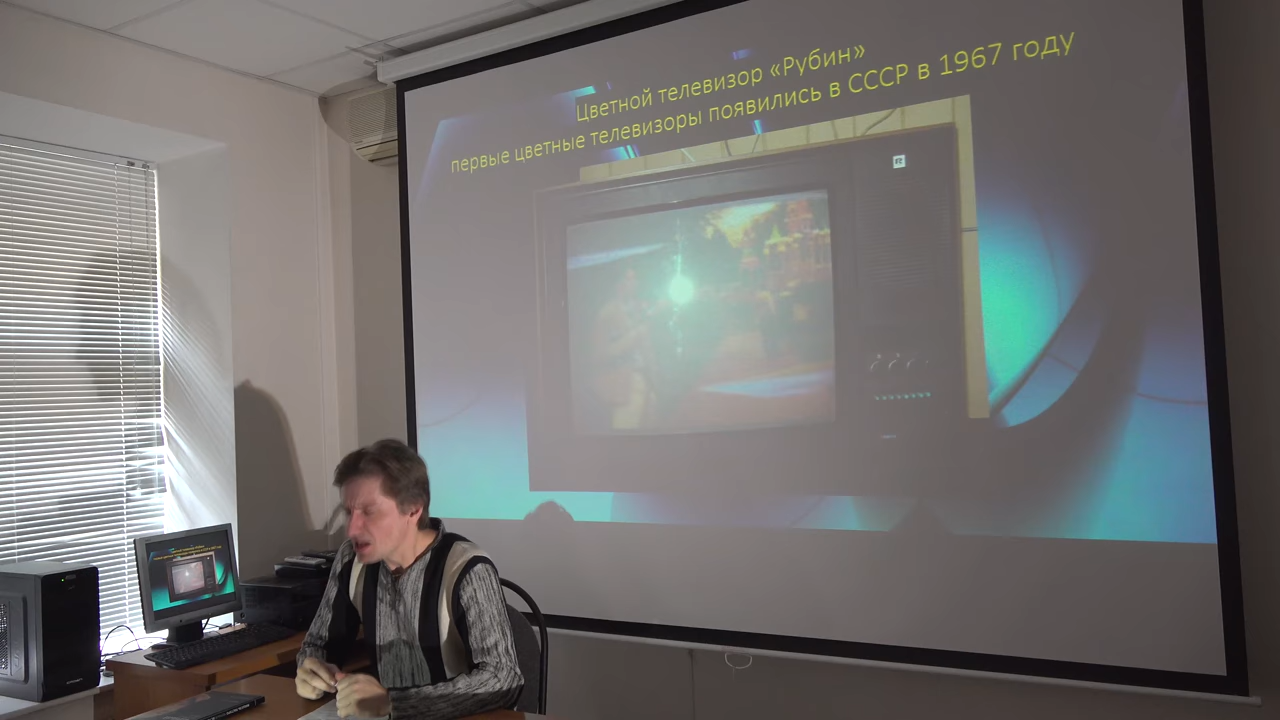 Цветной телевизор «Рубин»
первые цветные телевизоры появились в СССР в 1967 году
R